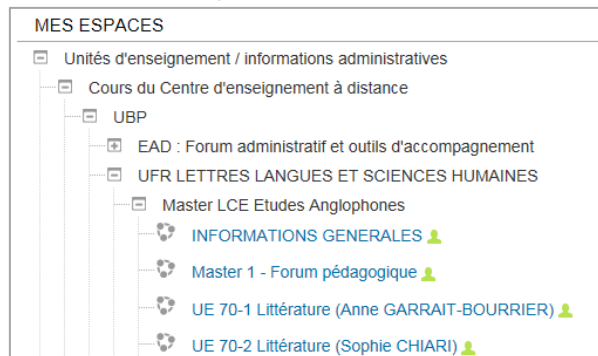 MES ESPACES
Unités d'enseignement / informations administratives
Cours du Centre d'enseignement à distance
UBP
EAD : Forum administratif et outils d'accompagnement
UFR LETTRES LANGUES ET SCIENCES HUMAINES
Master LCE Etudes Anglophones
INFORMATIONS GENERALES
Master 1 - Forum pédagogique
UE 70-1 Littérature (Anne GARRAIT-BOURRIER)
UE 70-2 Littérature (Sophie CHIARI)